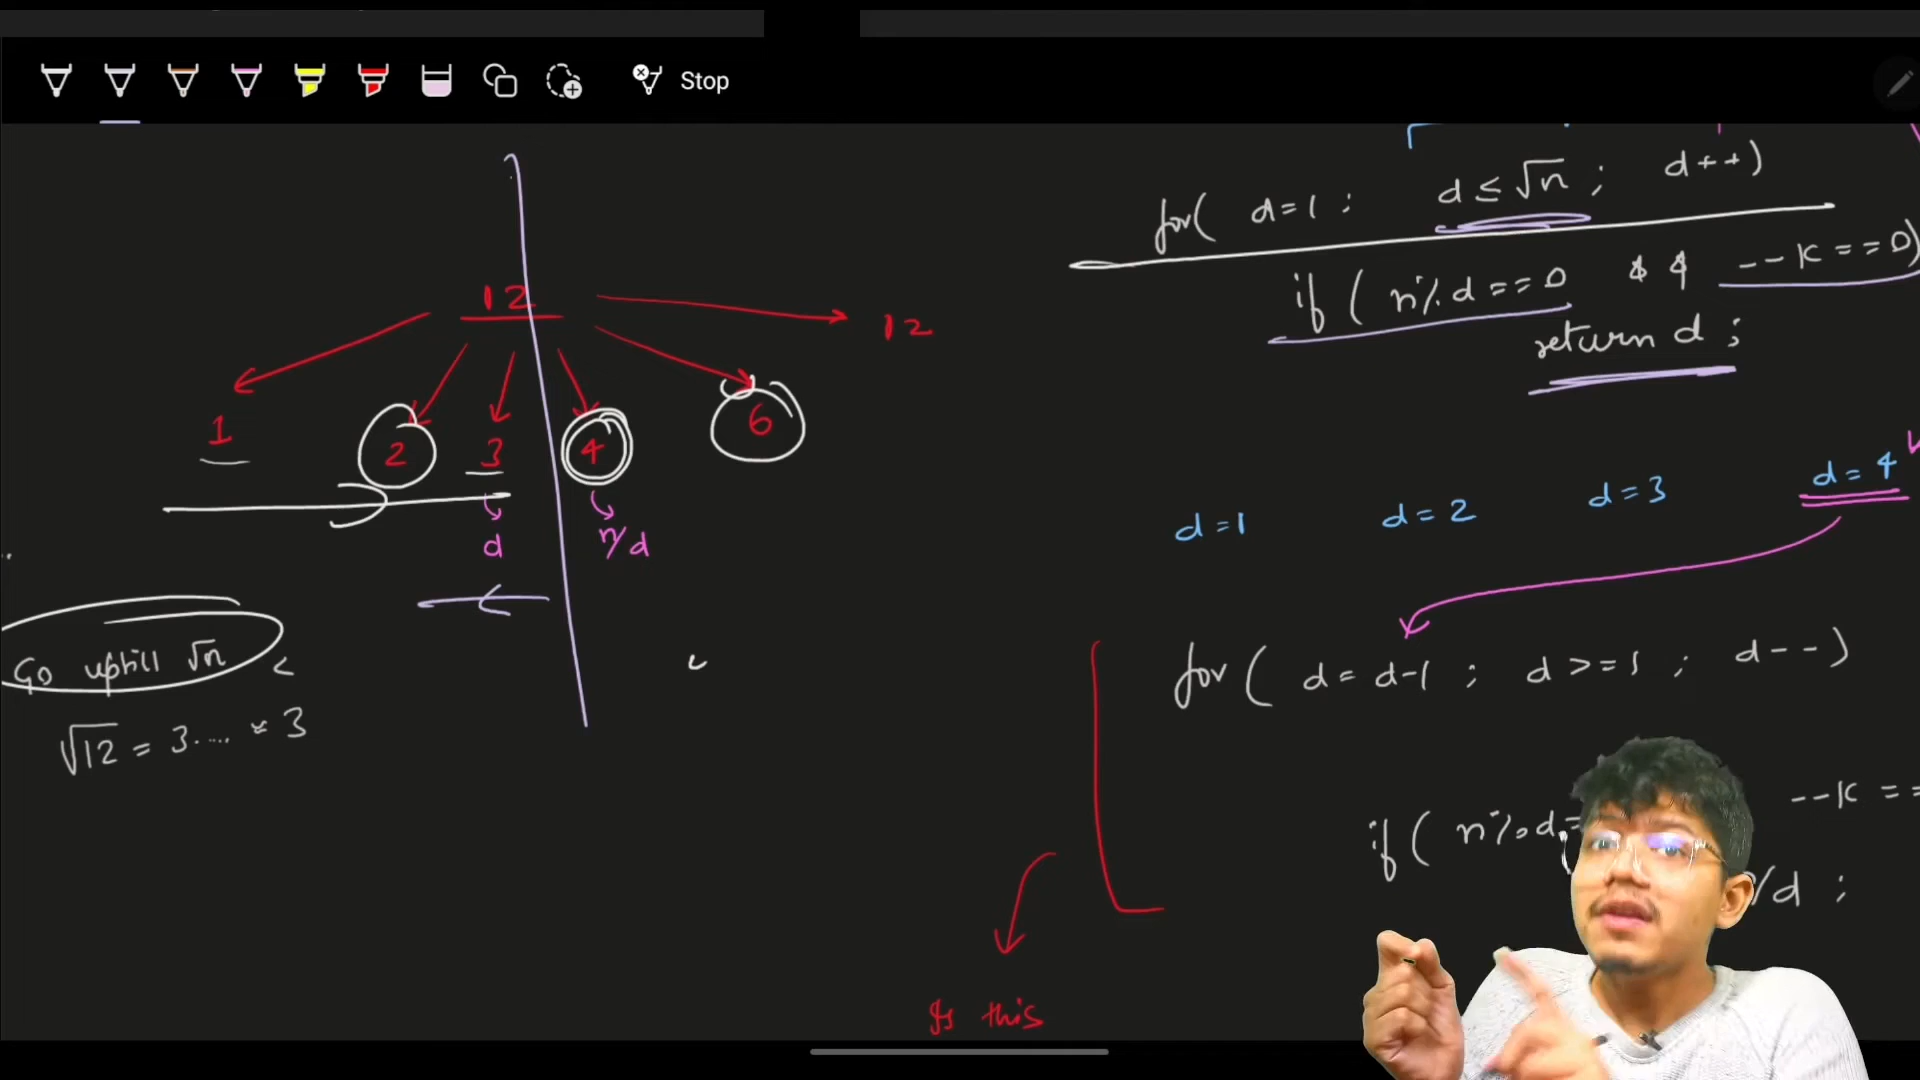 Stop
for( d=1 ; d ≤ √n ; d++)
if ( n%d==0 && --K==0)
return d ;
12
12
1 2 3 4 6
d n/d
d=1 d=2 d=3 d=4
Go uptill √n <
√12 = 3.... ≈ 3
for( d= d-1 ; d >=1 ; d-- )
if( n%d= --K ==
/d ;
Is this